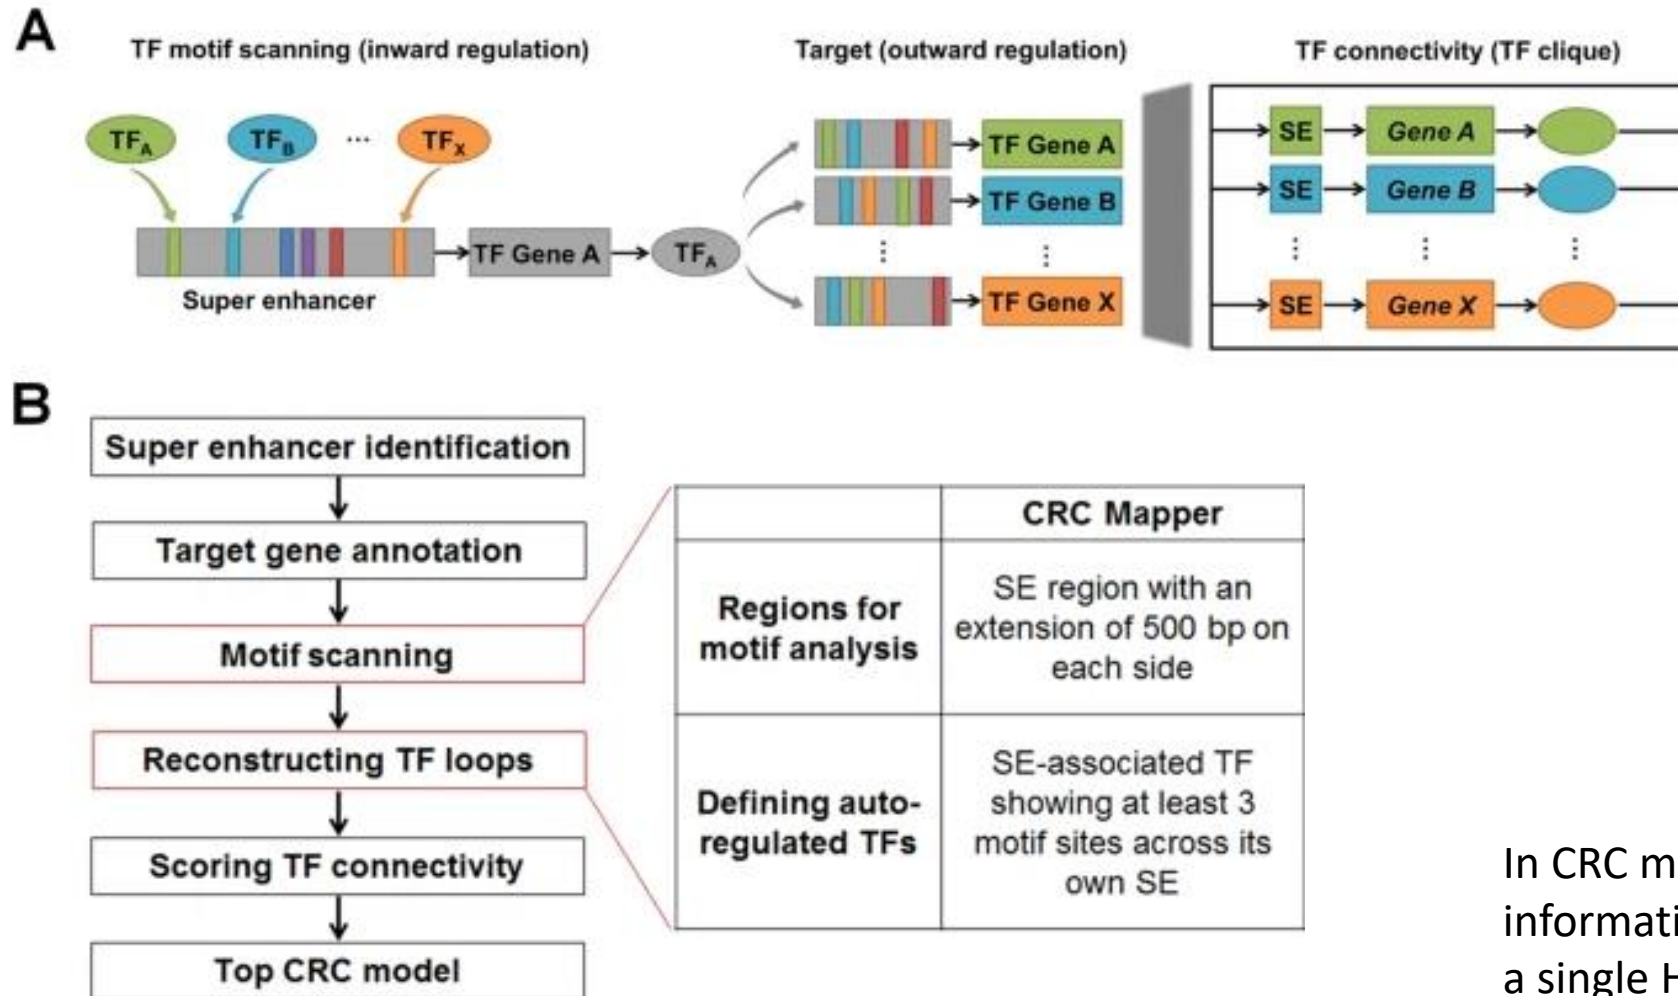 A
TF motif scanning (inward regulation)
Target (outward regulation)
TF connectivity (TF clique)
TFA
TFB
...
TFX
Super enhancer
TF Gene A
TFA
TF Gene A
TF Gene B
TF Gene X
SE
Gene A
SE
Gene B
SE
Gene X
B
Super enhancer identification
Target gene annotation
Motif scanning
Reconstructing TF loops
Scoring TF connectivity
Top CRC model
CRC Mapper
Regions for
motif analysis
SE region with an
extension of 500 bp on
each side
Defining auto-
regulated TFs
SE-associated TF
showing at least 3
motif sites across its
own SE
In CRC m
informati
a single H